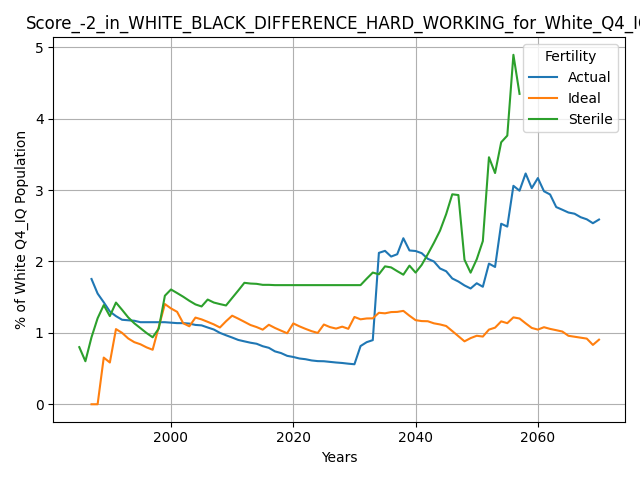 Score_-2_in_WHITE_BLACK_DIFFERENCE_HARD_WORKING_for_White_Q4_I
Fertility
Actual
Ideal
Sterile
% of White Q4_IQ Population
5
4
3
2
1
0
2000 2020 2040 2060
Years